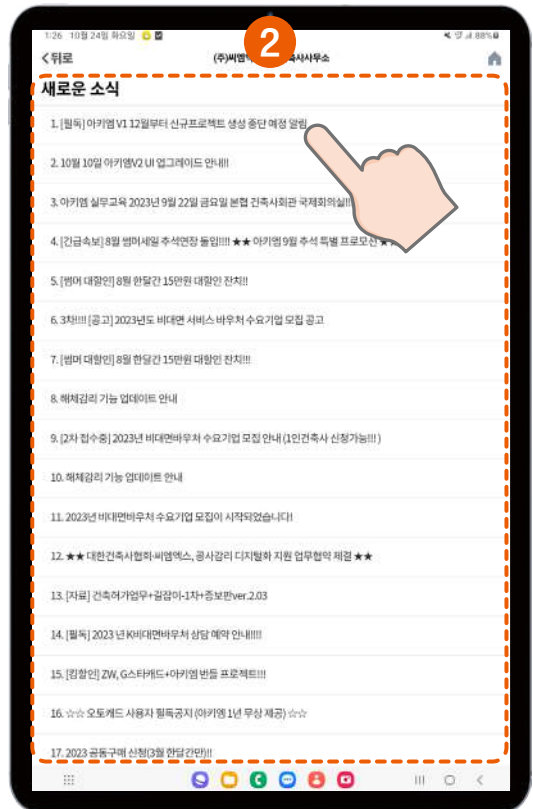 1:26 10월 24일 화요일
88%
2
뒤로
(주)씨엠
축사사무소
새로운 소식
1. [필독] 아키엠 V1 12월부터 신규프로젝트 생성 중단 예정 알림
2. 10월 10일 아키엠V2 UI 업그레이드 안내!!
3. 아키엠 실무교육 2023년 9월 22일 금요일 본협 건축사회관 국제회의실!!
4. [긴급속보] 8월 썸머세일 추석연장 돌입!!!! ★★ 아키엠 9월 추석 특별 프로모션 ★
5. [썸머 대할인] 8월 한달간 15만원 대할인 잔치!!
6. 3차!!!! [공고] 2023년도 비대면 서비스 바우처 수요기업 모집 공고
7. [썸머 대할인] 8월 한달간 15만원 대할인 잔치!!!
8. 해체감리 기능 업데이트 안내
9. [2차 접수중] 2023년 비대면바우처 수요기업 모집 안내 (1인건축사 신청가능!!! )
10. 해체감리 기능 업데이트 안내
11. 2023년 비대면바우처 수요기업 모집이 시작되었습니다!
12. ★★ 대한건축사협회-씨엠엑스, 공사감리 디지털화 지원 업무협약 체결 ★★
13. [자료] 건축허가업무+길잡이-1차+증보판ver.2.03
14. [필독] 2023 년 K비대면바우처 상담 예약 안내!!!!!
15. [킹할인] ZW, G스타캐드+아키엠 번들 프로젝트!!!
16. ☆☆ 오토캐드 사용자 필독공지 (아키엠 1년 무상 제공) ☆☆
17. 2023 공동구매 신청(3월 한달간만)!!